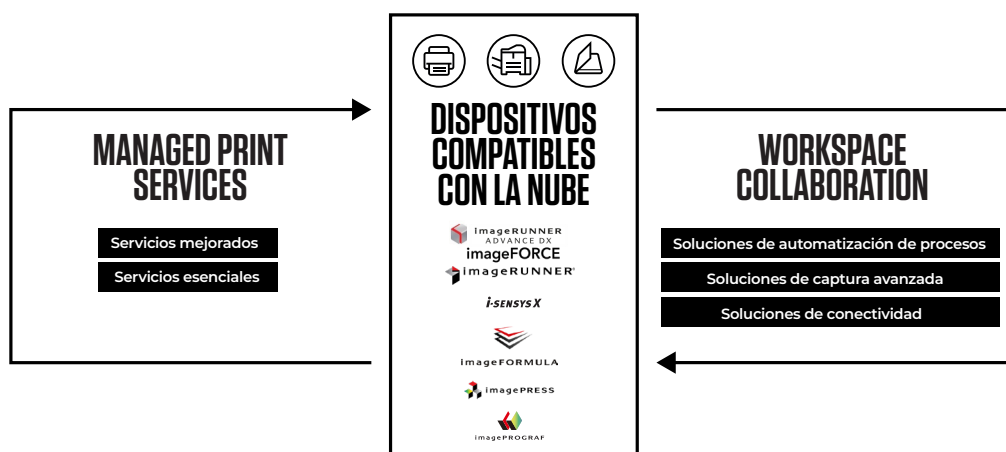 MANAGED PRINT
SERVICES
Servicios mejorados
Servicios esenciales
DISPOSITIVOS
COMPATIBLES
CON LA NUBE
imageRUNNER
ADVANCE DX
imageFORCE
imageRUNNER®
i-SENSYS X
imageFORMULA
imagePRESS
imagePROGRAF
WORKSPACE
COLLABORATION
Soluciones de automatización de procesos
Soluciones de captura avanzada
Soluciones de conectividad